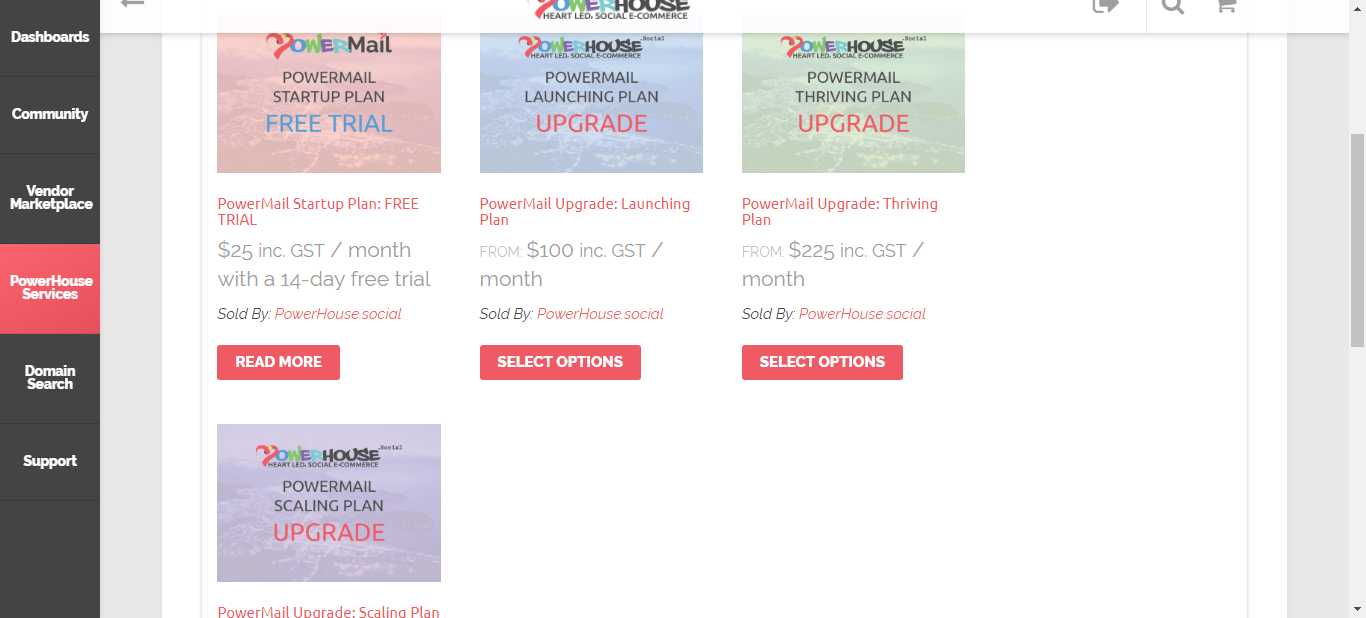 POWERHOUSE
HEART LED, SOCIAL E-COMMERCE
Dashboards
Community
Vendor
Marketplace
PowerHouse
Services
Domain
Search
Support
POWERMail
POWERMAIL
STARTUP PLAN
FREE TRIAL
PowerMail Startup Plan: FREE
TRIAL
$25 inc. GST / month
with a 14-day free trial
Sold By: PowerHouse.social
READ MORE
POWERHOUSE.Social
HEART LED, SOCIAL E-COMMERCE
POWERMAIL
LAUNCHING PLAN
UPGRADE
PowerMail Upgrade: Launching
Plan
FROM: $100 inc. GST /
month
Sold By: PowerHouse.social
SELECT OPTIONS
POWERHOUSE.Social
HEART LED, SOCIAL E-COMMERCE
POWERMAIL
THRIVING PLAN
UPGRADE
PowerMail Upgrade: Thriving
Plan
FROM: $225 inc. GST /
month
Sold By: PowerHouse.social
SELECT OPTIONS
POWERHOUSE.Social
HEART LED, SOCIAL E-COMMERCE
POWERMAIL
SCALING PLAN
UPGRADE
PowerMail Upgrade: Scaling Plan